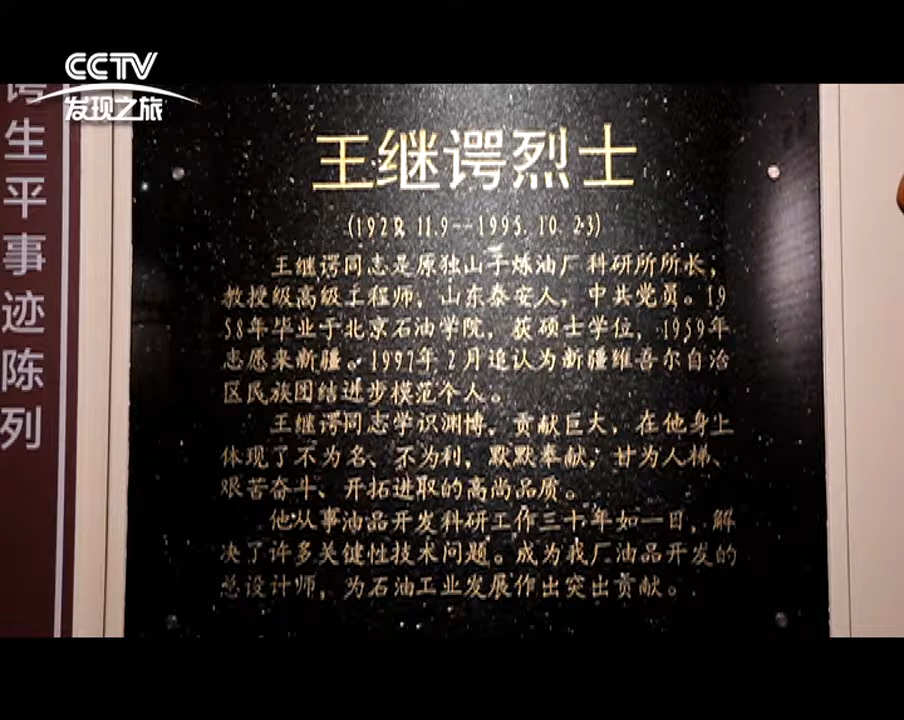 CCTV
发现之旅
谔生平事迹陈列
王继谔烈士
11.9--1995.10.23)
王继谔同志是原独山子炼油厂科研所所长，
教授级高级工程师，山东泰安人，中共党员。19
58年毕业于北京石油学院，获硕士学位，1959年
志愿来新疆。1997年2月追认为新疆维吾尔自治
区民族团结进步模范个人。
王继谔同志学识渊博，贡献巨大，在他身上
体现了不为名、不为利，默默奉献，甘为人梯、
艰苦奋斗、开拓进取的高尚品质。
他从事油品开发科研工作三十年如一日，解
决了许多关键性技术问题。成为我厂油品开发的
总设计师，为石油工业发展作出突出贡献。